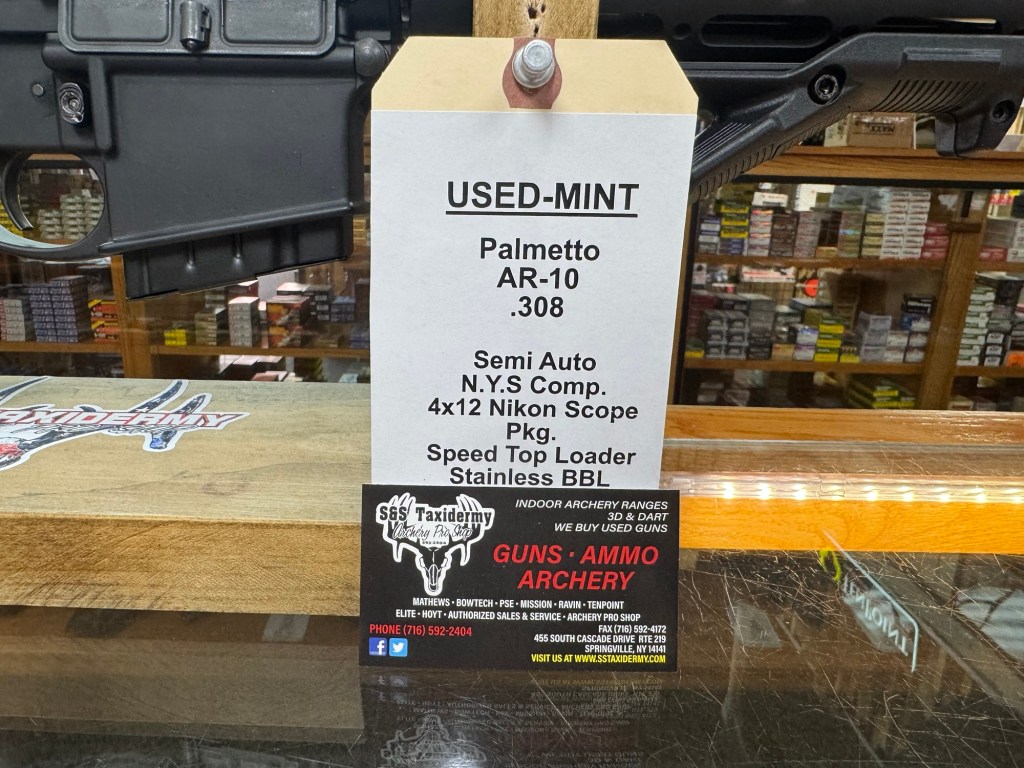 USED-MINT
Palmetto
AR-10
.308
Semi Auto
N.Y.S Comp.
4x12 Nikon Scope
Pkg.
Speed Top Loader
Stainless BBL
TAXIDERMY
S&S Taxidermy
Archery Pro Shop
INDOOR ARCHERY RANGES
3D & DART
WE BUY USED GUNS
GUNS · AMMO
ARCHERY
MATHEWS • BOWTECH • PSE • MISSION • RAVIN • TENPOINT
ELITE • HOYT • AUTHORIZED SALES & SERVICE • ARCHERY PRO SHOP
PHONE (716) 592-2404
FAX (716) 592-4172
455 SOUTH CASCADE DRIVE RTE 219
SPRINGVILLE, NY 14141
VISIT US AT WWW.SSTAXIDERMY.COM